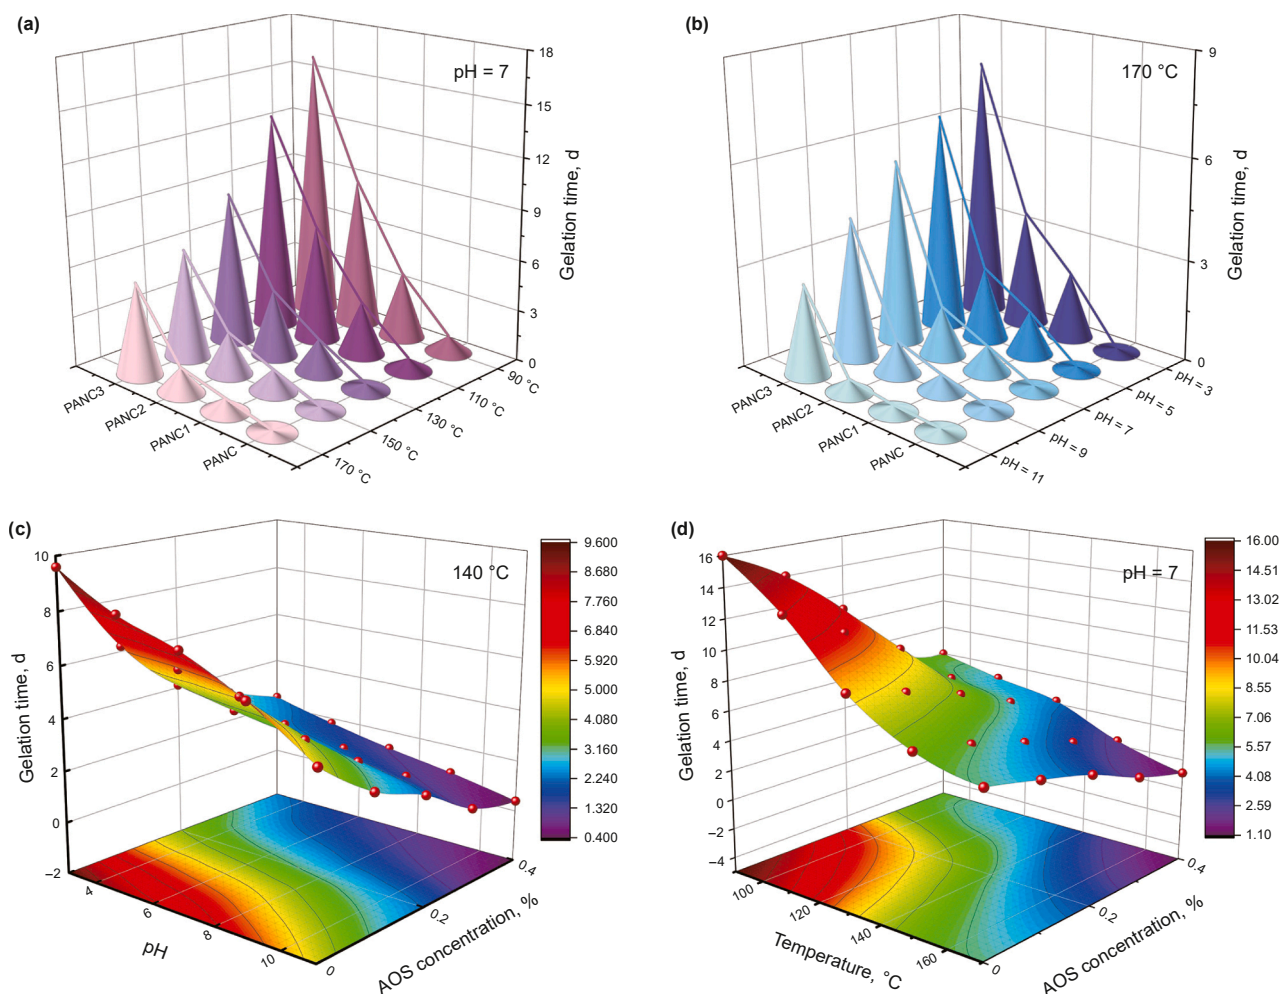 (a)
pH = 7
18
15
12
9
6
3
0
Gelation time, d
90 °C
110 °C
130 °C
150 °C
170 °C
PANC3
PANC2
PANC1
PANC
(b)
170 °C
9
6
3
0
Gelation time, d
pH = 3
pH = 5
pH = 7
pH = 9
pH = 11
PANC3
PANC2
PANC1
PANC
(c)
140 °C
10
8
6
4
2
0
−2
Gelation time, d
4
6
8
10
pH
0
0.2
0.4
AOS concentration, %
9.600
8.680
7.760
6.840
5.920
5.000
4.080
3.160
2.240
1.320
0.400
(d)
pH = 7
16
14
12
10
8
6
4
2
0
−2
−4
Gelation time, d
100
120
140
160
Temperature, °C
0
0.2
0.4
AOS concentration, %
16.00
14.51
13.02
11.53
10.04
8.55
7.06
5.57
4.08
2.59
1.10